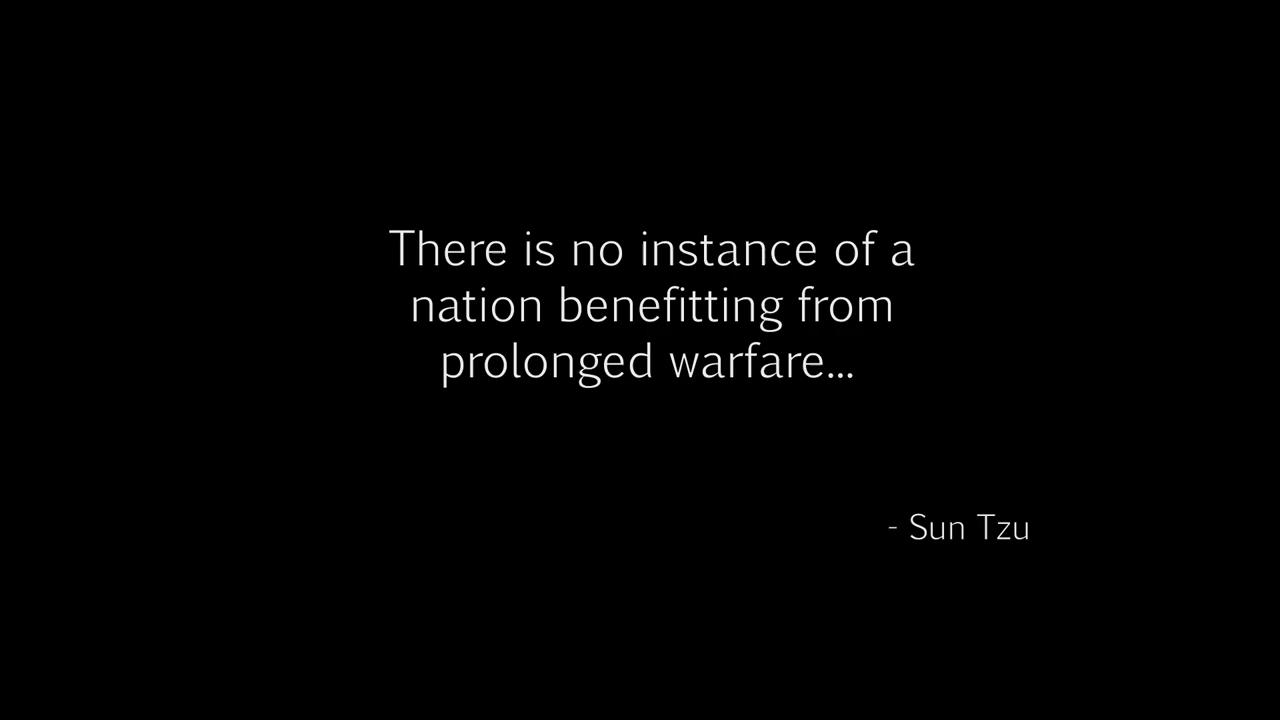 There is no instance of a
nation benefitting from
prolonged warfare...
- Sun Tzu